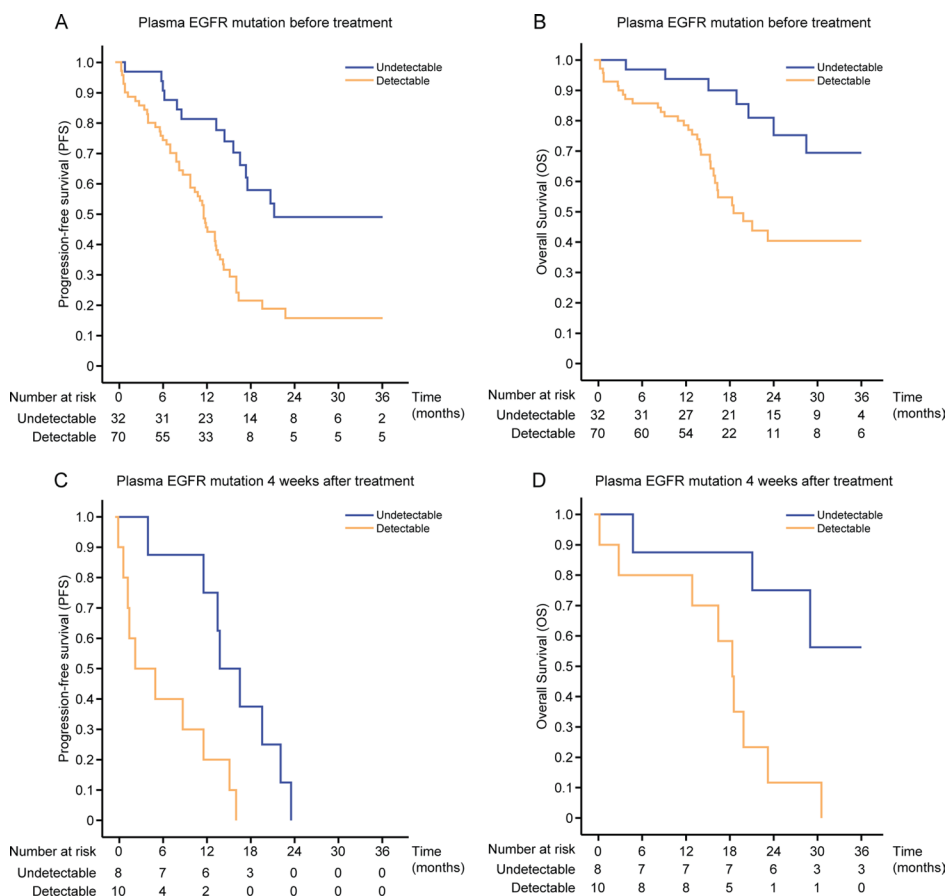 A
Plasma EGFR mutation before treatment
Undetectable
Detectable
Progression-free survival (PFS)
1.0
0.9
0.8
0.7
0.6
0.5
0.4
0.3
0.2
0.1
0
Number at risk 0 6 12 18 24 30 36 Time (months)
Undetectable 32 31 23 14 8 6 2
Detectable 70 55 33 8 5 5 5
B
Plasma EGFR mutation before treatment
Undetectable
Detectable
Overall Survival (OS)
1.0
0.9
0.8
0.7
0.6
0.5
0.4
0.3
0.2
0.1
0
Number at risk 0 6 12 18 24 30 36 Time (months)
Undetectable 32 31 27 21 15 9 4
Detectable 70 60 54 22 11 8 6
C
Plasma EGFR mutation 4 weeks after treatment
Undetectable
Detectable
Progression-free survival (PFS)
1.0
0.9
0.8
0.7
0.6
0.5
0.4
0.3
0.2
0.1
0
Number at risk 0 6 12 18 24 30 36 Time (months)
Undetectable 8 7 6 3 0 0 0
Detectable 10 4 2 0 0 0 0
D
Plasma EGFR mutation 4 weeks after treatment
Undetectable
Detectable
Overall Survival (OS)
1.0
0.9
0.8
0.7
0.6
0.5
0.4
0.3
0.2
0.1
0
Number at risk 0 6 12 18 24 30 36 Time (months)
Undetectable 8 7 7 7 6 3 3
Detectable 10 8 8 5 1 1 0